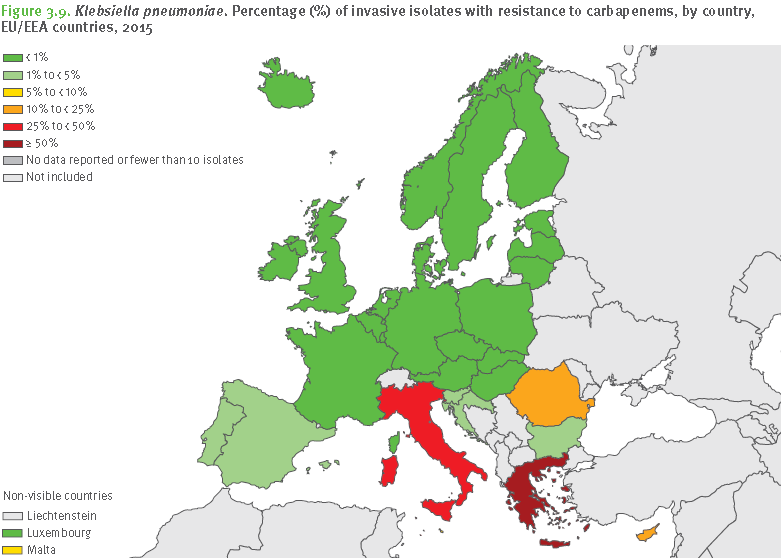 Figure 3.9. Klebsiella pneumoniae. Percentage (%) of invasive isolates with resistance to carbapenems, by country,
EU/EEA countries, 2015
< 1%
1% to < 5%
5% to < 10%
10% to < 25%
25% to < 50%
≥ 50%
No data reported or fewer than 10 isolates
Not included
Non-visible countries
Liechtenstein
Luxembourg
Malta